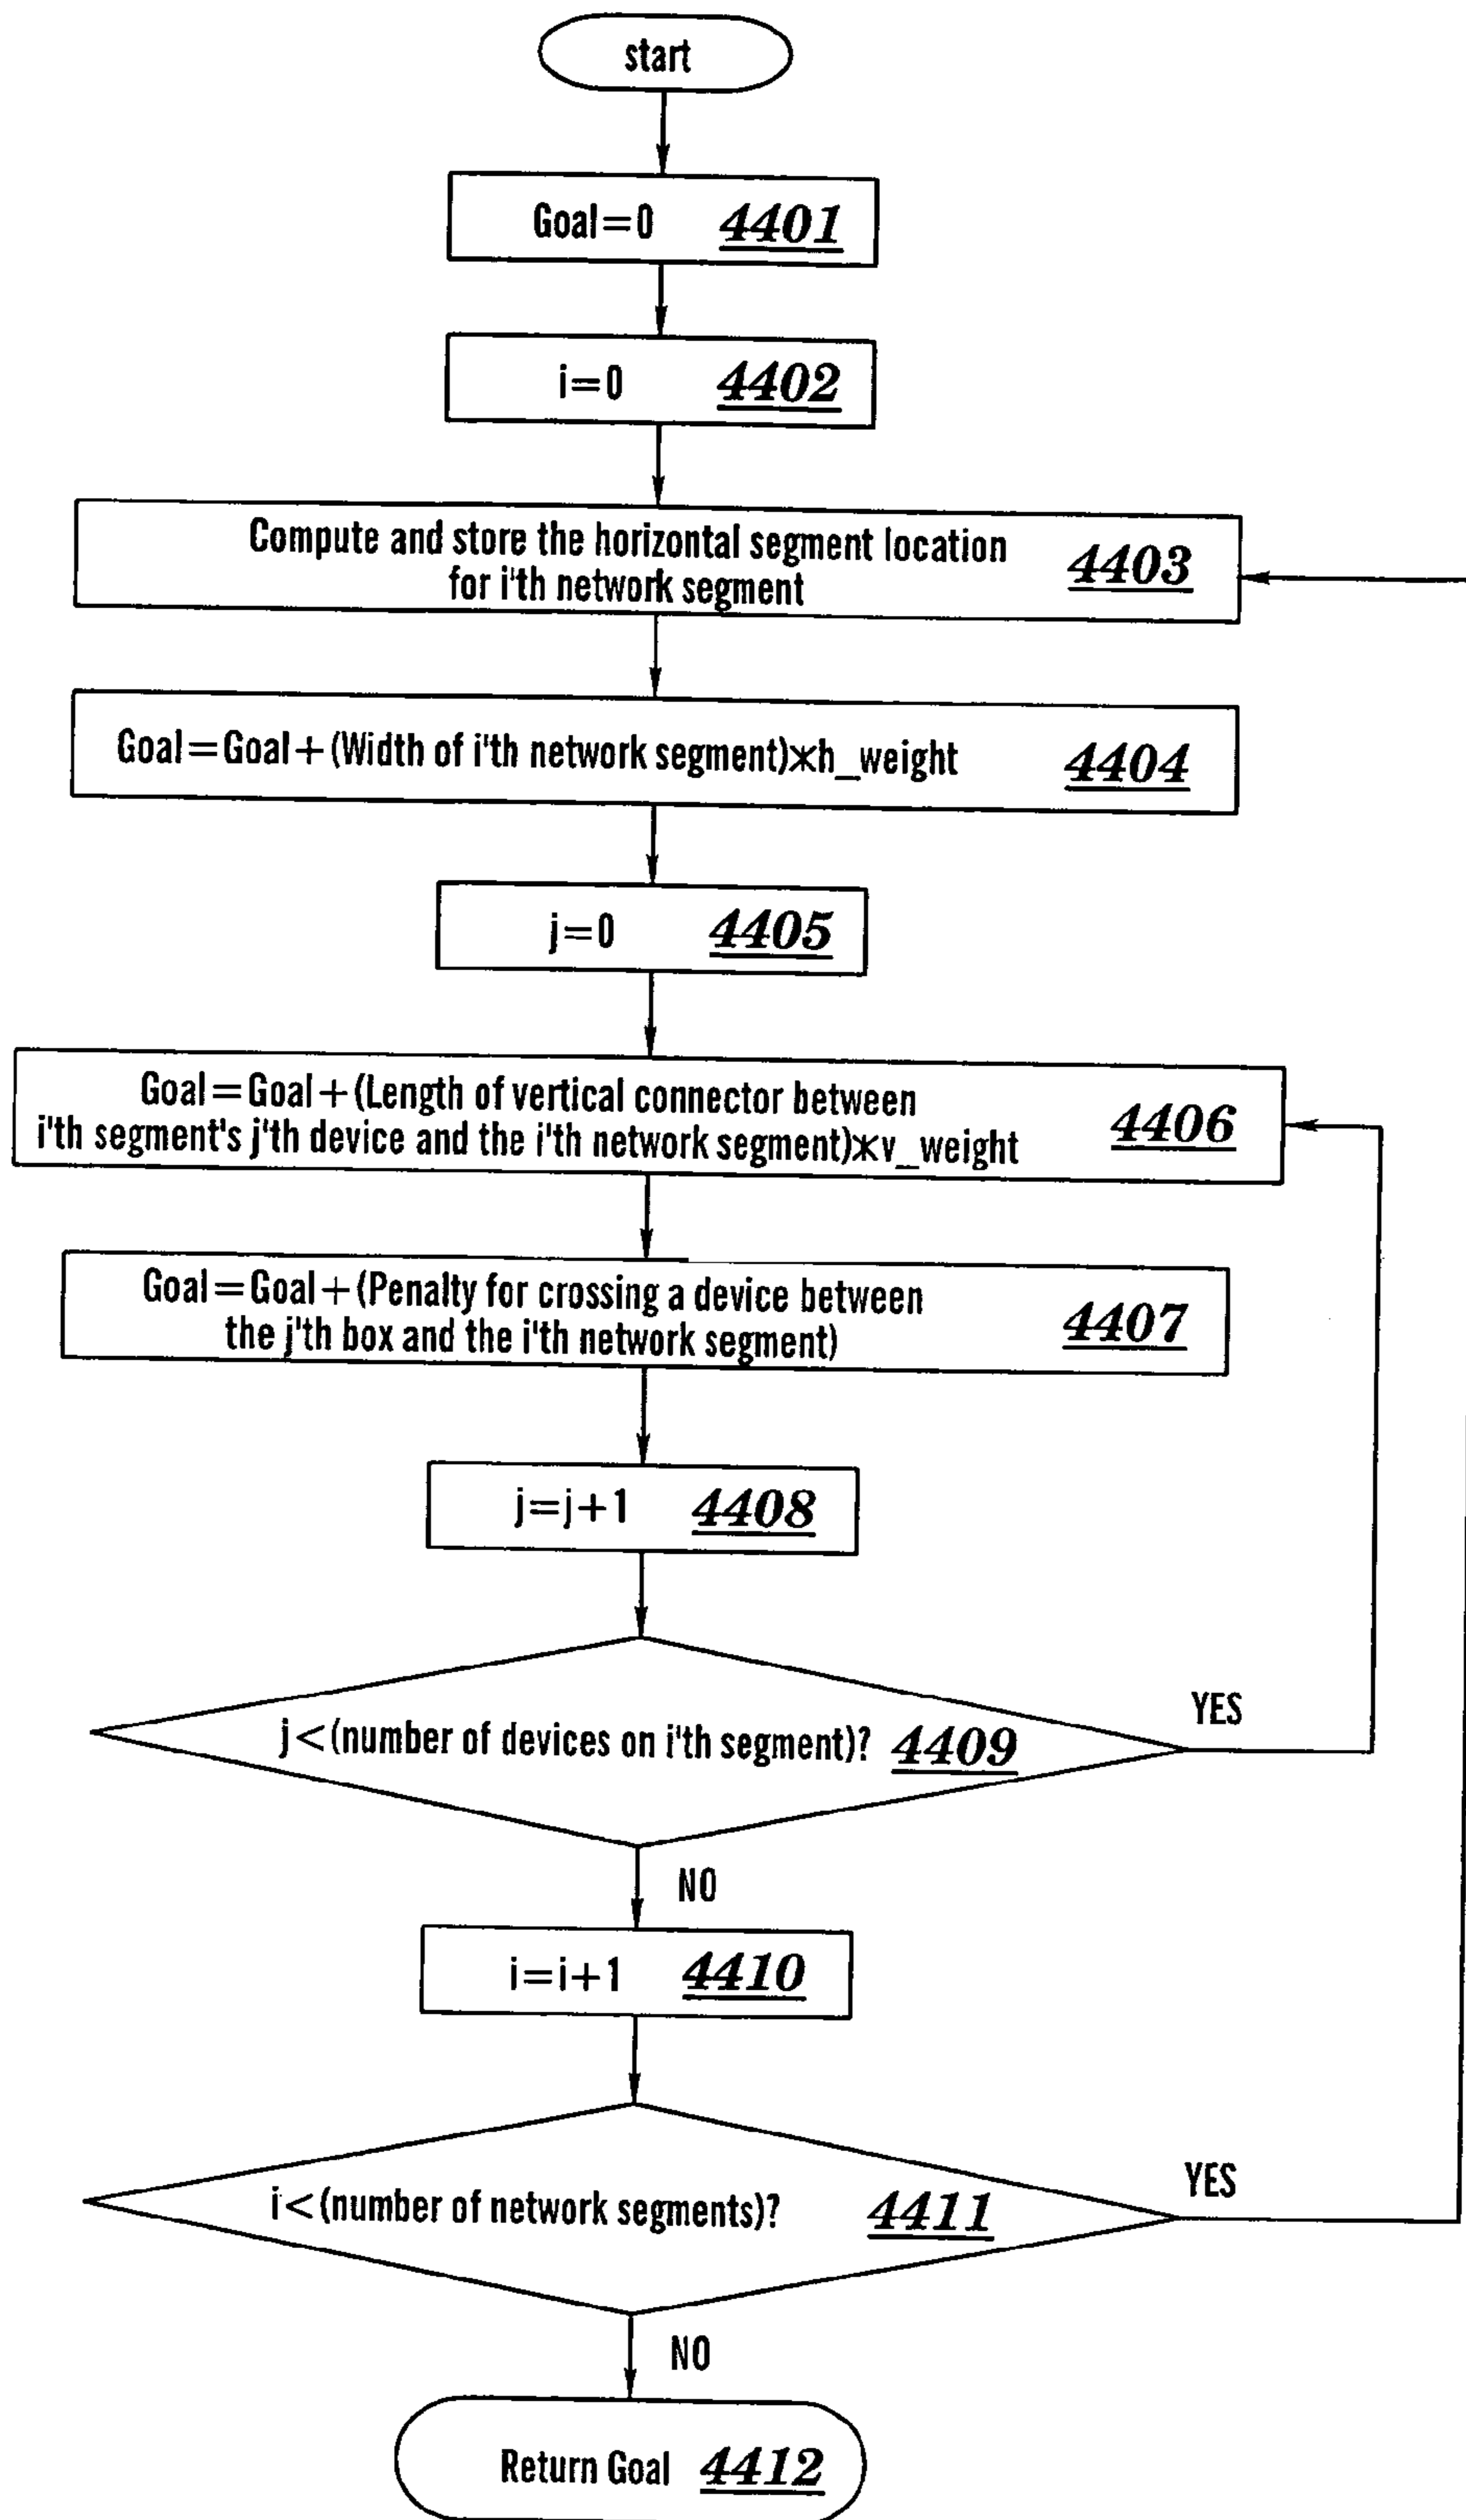 start
Goal=0 4401
i=0 4402
Compute and store the horizontal segment location
for i'th network segment 4403
Goal=Goal+(Width of i'th network segment)*h_weight 4404
j=0 4405
Goal=Goal+(Length of vertical connector between
i'th segment's j'th device and the i'th network segment)*v_weight 4406
Goal=Goal+(Penalty for crossing a device between
the j'th box and the i'th network segment) 4407
j=j+1 4408
j<(number of devices on i'th segment)? 4409
YES
NO
i=i+1 4410
i<(number of network segments)? 4411
YES
NO
Return Goal 4412